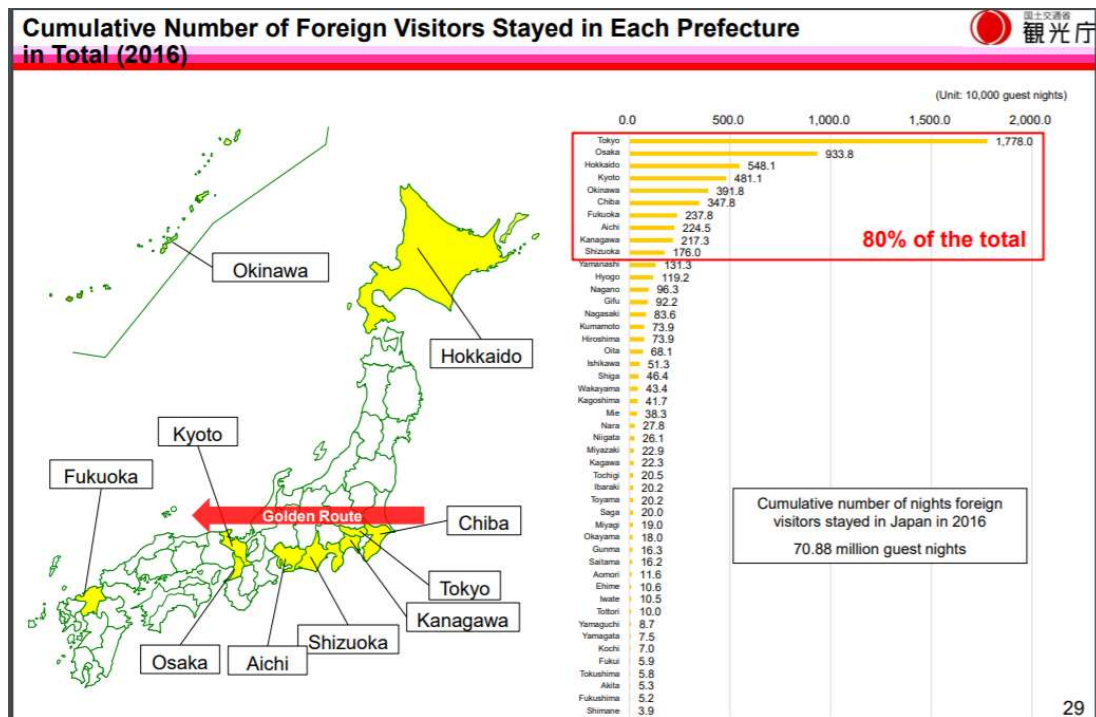 Cumulative Number of Foreign Visitors Stayed in Each Prefecture
in Total (2016)
国土交通省
観光庁
(Unit: 10,000 guest nights)
0.0 500.0 1,000.0 1,500.0 2,000.0
Tokyo 1,778.0
Osaka 933.8
Hokkaido 548.1
Kyoto 481.1
Okinawa 391.8
Chiba 347.8
Fukuoka 237.8
Aichi 224.5
Kanagawa 217.3
Shizuoka 176.0
80% of the total
Yamanashi 131.3
Hyogo 119.2
Nagano 96.3
Gifu 92.2
Nagasaki 83.6
Kumamoto 73.9
Hiroshima 73.9
Oita 68.1
Ishikawa 51.3
Shiga 46.4
Wakayama 43.4
Kagoshima 41.7
Mie 38.3
Nara 27.8
Niigata 26.1
Miyazaki 22.9
Kagawa 22.3
Tochigi 20.5
Ibaraki 20.2
Toyama 20.2
Saga 20.0
Miyagi 19.0
Okayama 18.0
Gunma 16.3
Saitama 16.2
Aomori 11.6
Ehime 10.6
Iwate 10.5
Tottori 10.0
Yamaguchi 8.7
Yamagata 7.5
Kochi 7.0
Fukui 5.9
Tokushima 5.8
Akita 5.3
Fukushima 5.2
Shimane 3.9
Okinawa
Hokkaido
Kyoto
Fukuoka
Golden Route
Chiba
Tokyo
Kanagawa
Shizuoka
Osaka
Aichi
Cumulative number of nights foreign
visitors stayed in Japan in 2016
70.88 million guest nights
29